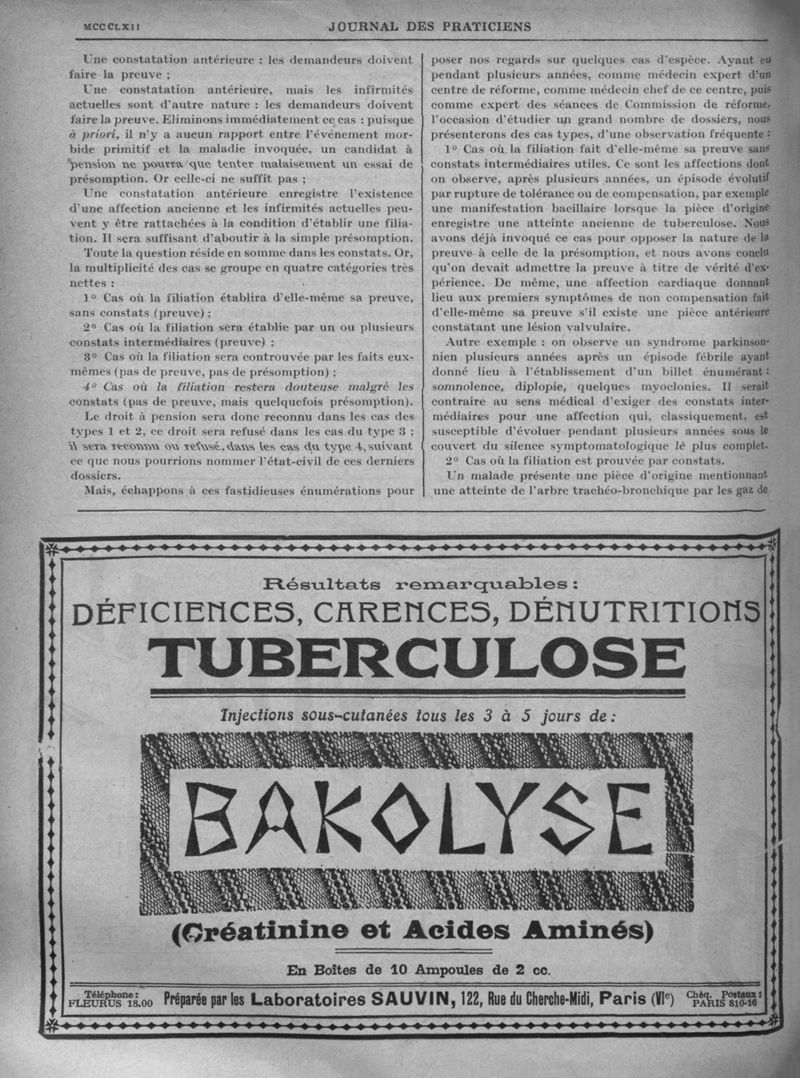 MCCCLXII
JOURNAL DES PRATICIENS
Une constatation antérieure : les demandeurs doivent
faire la preuve ;
Une constatation antérieure, mais les infirmités
actuelles sont d'autre nature : les demandeurs doivent
faire la preuve. Eliminons immédiatement ce cas : puisque
à priori, il n'y a aucun rapport entre l'événement mor-
bide primitif et la maladie invoquée, un candidat à
pension ne pourra que tenter malaisement un essai de
présomption. Or celle-ci ne suffit pas ;
Une constatation antérieure enregistre l'existence
d'une affection ancienne et les infirmités actuelles peu-
vent y être rattachées à la condition d'établir une filia-
tion. Il sera suffisant d'aboutir à la simple présomption.
Toute la question réside en somme dans les constats. Or,
la multiplicité des cas se groupe en quatre catégories très
nettes :
1° Cas où la filiation établira d'elle-même sa preuve,
sans constats (preuve) ;
2° Cas où la filiation sera établie par un ou plusieurs
constats intermédiaires (preuve) ;
3° Cas où la filiation sera controuvée par les faits eux-
mêmes (pas de preuve, pas de présomption) ;
4° Cas où la filiation restera douteuse malgré les
constats (pas de preuve, mais quelquefois présomption).
Le droit à pension sera donc reconnu dans les cas des
types 1 et 2, ce droit sera refusé dans les cas du type 3 ;
il sera reconnu ou refusé, dans les cas du type 4, suivant
ce que nous pourrions nommer l'état-civil de ces derniers
dossiers.
Mais, échappons à ces fastidieuses énumérations pour
poser nos regards sur quelques cas d'espèce. Ayant eu
pendant plusieurs années, comme médecin expert d'un
centre de réforme, comme médecin chef de ce centre, puis
comme expert des séances de Commission de réforme,
l'occasion d'étudier un grand nombre de dossiers, nous
présenterons des cas types, d'une observation fréquente :
1° Cas où la filiation fait d'elle-même sa preuve sans
constats intermédiaires utiles. Ce sont les affections dont
on observe, après plusieurs années, un épisode évolutif
par rupture de tolérance ou de compensation, par exemple
une manifestation bacillaire lorsque la pièce d'origine
enregistre une atteinte ancienne de tuberculose. Nous
avons déjà invoqué ce cas pour opposer la nature de la
preuve à celle de la présomption, et nous avons conclu
qu'on devait admettre la preuve à titre de vérité d'ex-
périence. De même, une affection cardiaque donnant
lieu aux premiers symptômes de non compensation fait
d'elle-même sa preuve s'il existe une pièce antérieure
constatant une lésion valvulaire.
Autre exemple : on observe un syndrome parkinson-
nien plusieurs années après un épisode fébrile ayant
donné lieu à l'établissement d'un billet énumérant :
somnolence, diplopie, quelques myoclonies. Il serait
contraire au sens médical d'exiger des constats inter-
médiaires pour une affection qui, classiquement, est
susceptible d'évoluer pendant plusieurs années sous le
couvert du silence symptomatologique le plus complet.
2° Cas où la filiation est prouvée par constats.
Un malade présente une pièce d'origine mentionnant
une atteinte de l'arbre trachéo-bronchique par les gaz de
Résultats remarquables :
DÉFICIENCES, CARENCES, DÉNUTRITIONS
TUBERCULOSE
Injections sous-cutanées tous les 3 à 5 jours de :
BAKOLYSE
(Créatinine et Acides Aminés)
En Boîtes de 10 Ampoules de 2 cc.
Téléphone :
FLEURUS 18.00
Préparée par les Laboratoires SAUVIN, 122, Rue du Cherche-Midi, Paris (VIe)
Chèq. Postaux :
PARIS 810-16